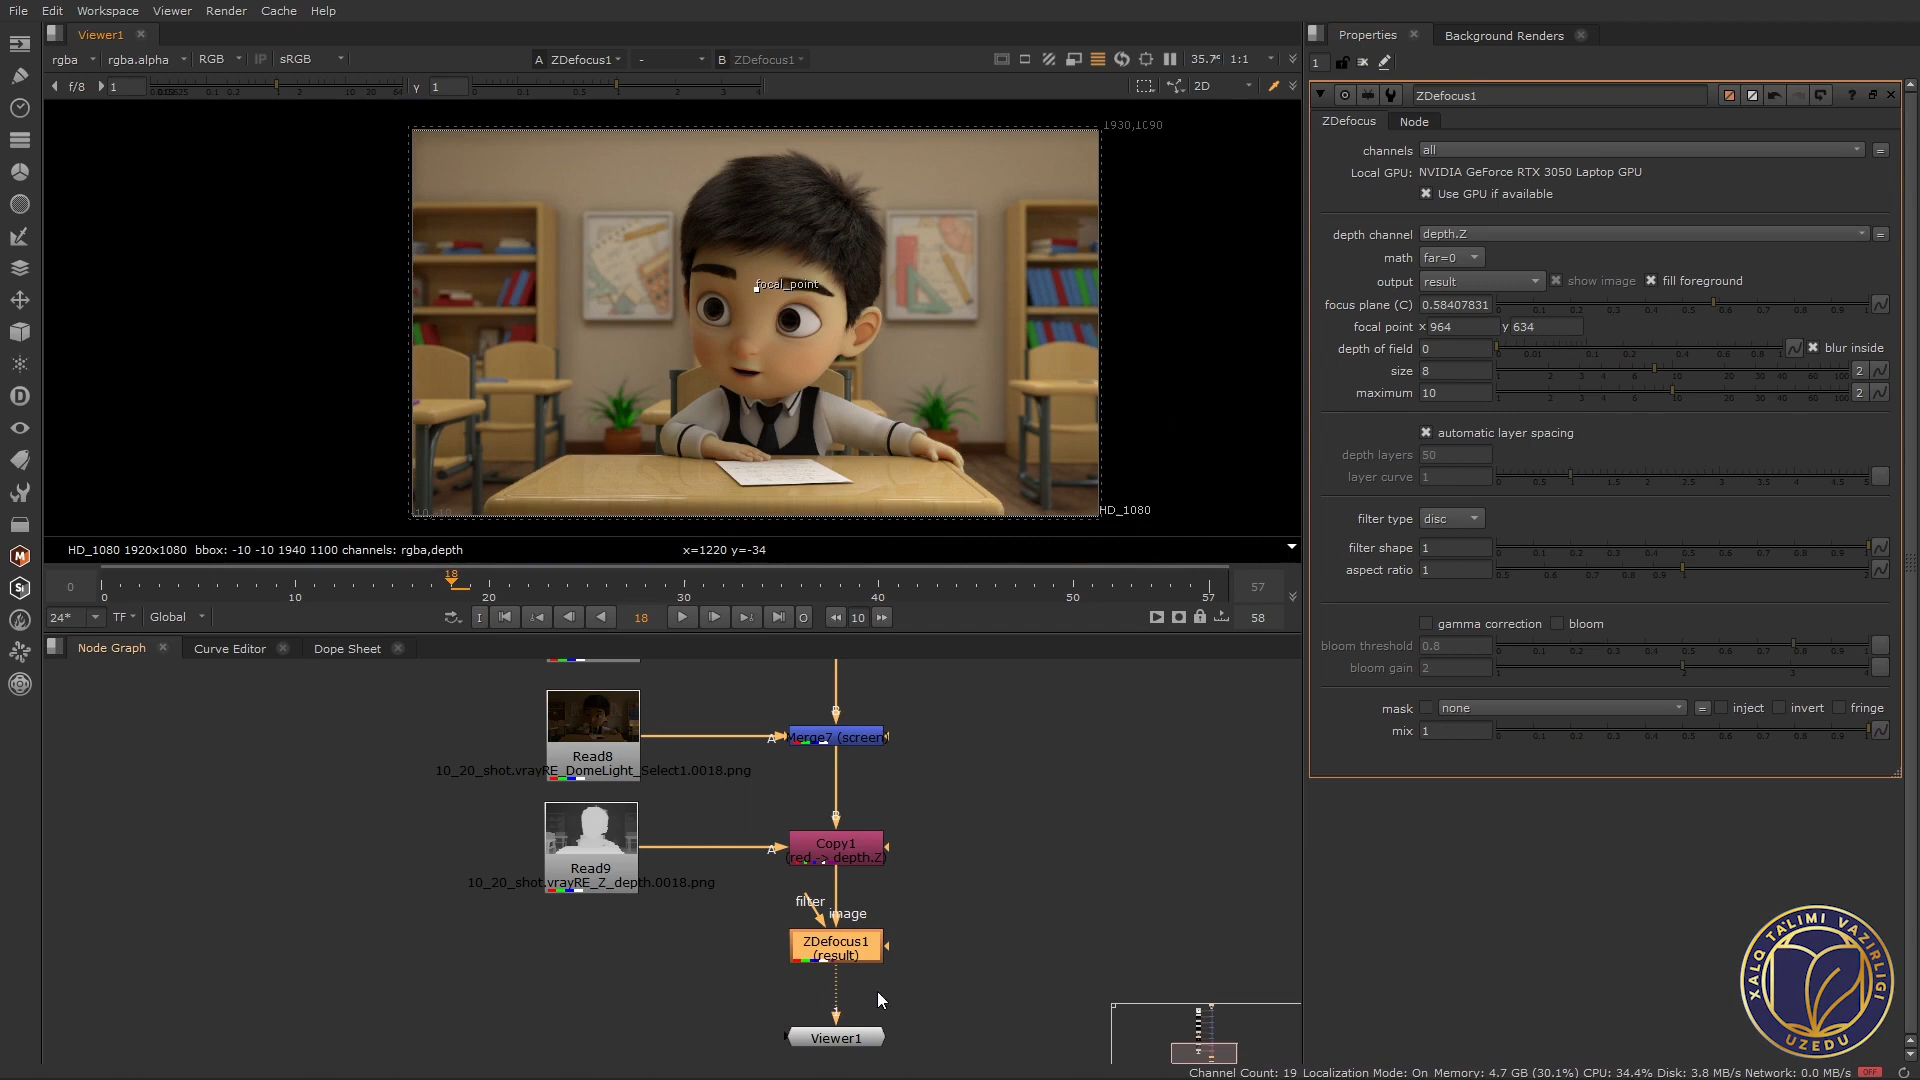 File Edit Workspace Viewer Render Cache Help
Viewer1
rgba rgba.alpha RGB IP sRGB A ZDefocus1 - B ZDefocus1 35.7 1:1
f/8 1 γ 1 2D
1930,1090
focal_point
HD_1080
HD_1080 1920x1080 bbox: -10 -10 1940 1100 channels: rgba,depth x=1220 y=-34
0 18 57
0 10 20 30 40 50 57
24* TF Global I 18 O 10 58
Node Graph Curve Editor Dope Sheet
B
A Merge7 (screen)
Read8
10_20_shot.vrayRE_DomeLight_Select1.0018.png
B
A Copy1
(red -> depth.Z)
Read9
10_20_shot.vrayRE_Z_depth.0018.png
filter
image
ZDefocus1
(result)
Viewer1
Properties Background Renders
1
ZDefocus1 ?
ZDefocus Node
channels all =
Local GPU: NVIDIA GeForce RTX 3050 Laptop GPU
Use GPU if available
depth channel depth.Z =
math far=0
output result show image fill foreground
focus plane (C) 0.58407831
focal point x 964 y 634
depth of field 0 blur inside
size 8 2
maximum 10 2
automatic layer spacing
depth layers 50
layer curve 1
filter type disc
filter shape 1
aspect ratio 1
gamma correction bloom
bloom threshold 0.8
bloom gain 2
mask none = inject invert fringe
mix 1
XALQ TA'LIMI VAZIRLIGI
UZEDU
Channel Count: 19 Localization Mode: On Memory: 4.7 GB (30.1%) CPU: 34.4% Disk: 3.8 MB/s Network: 0.0 MB/s OFF